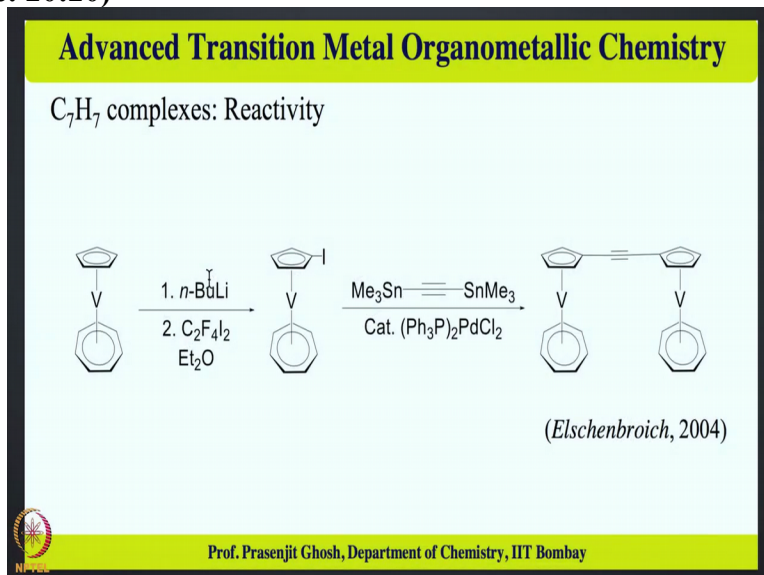 Advanced Transition Metal Organometallic Chemistry
C₇H₇ complexes: Reactivity
V
1. n-BuLi
2. C₂F₄I₂
Et₂O
I
V
Me₃Sn SnMe₃
Cat. (Ph₃P)₂PdCl₂
V
V
(Elschenbroich, 2004)
Prof. Prasenjit Ghosh, Department of Chemistry, IIT Bombay
NPTEL